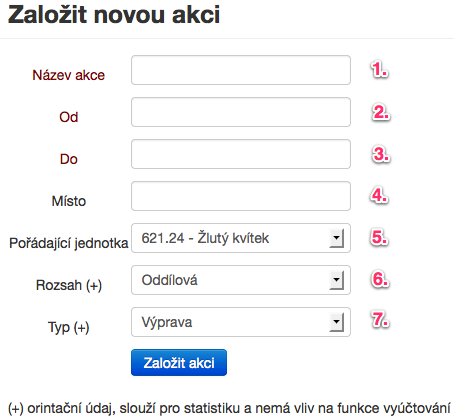 Založit novou akci
Název akce 1.
Od 2.
Do 3.
Místo 4.
Pořádající jednotka 621.24 - Žlutý kvítek 5.
Rozsah (+) Oddílová 6.
Typ (+) Výprava 7.
Založit akci
(+) orintační údaj, slouží pro statistiku a nemá vliv na funkce vyúčtování